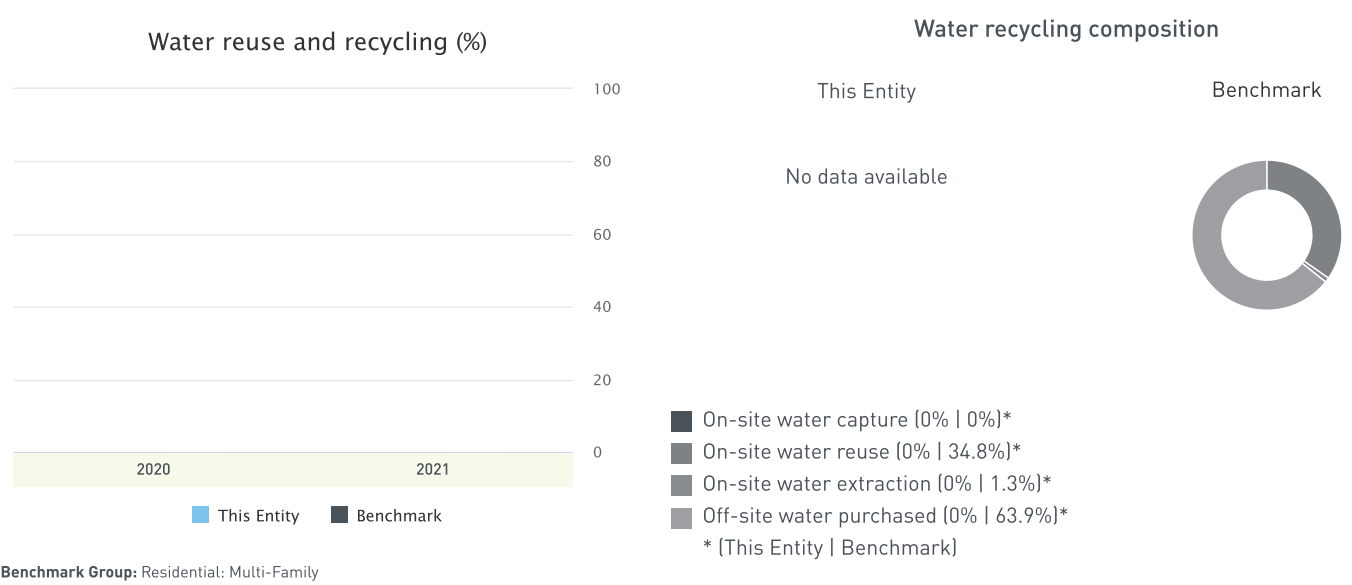 Water reuse and recycling (%)
100
80
60
40
20
0
2020 2021
This Entity Benchmark
Benchmark Group: Residential: Multi-Family
Water recycling composition
This Entity Benchmark
No data available
On-site water capture (0% | 0%)*
On-site water reuse (0% | 34.8%)*
On-site water extraction (0% | 1.3%)*
Off-site water purchased (0% | 63.9%)*
* (This Entity | Benchmark)